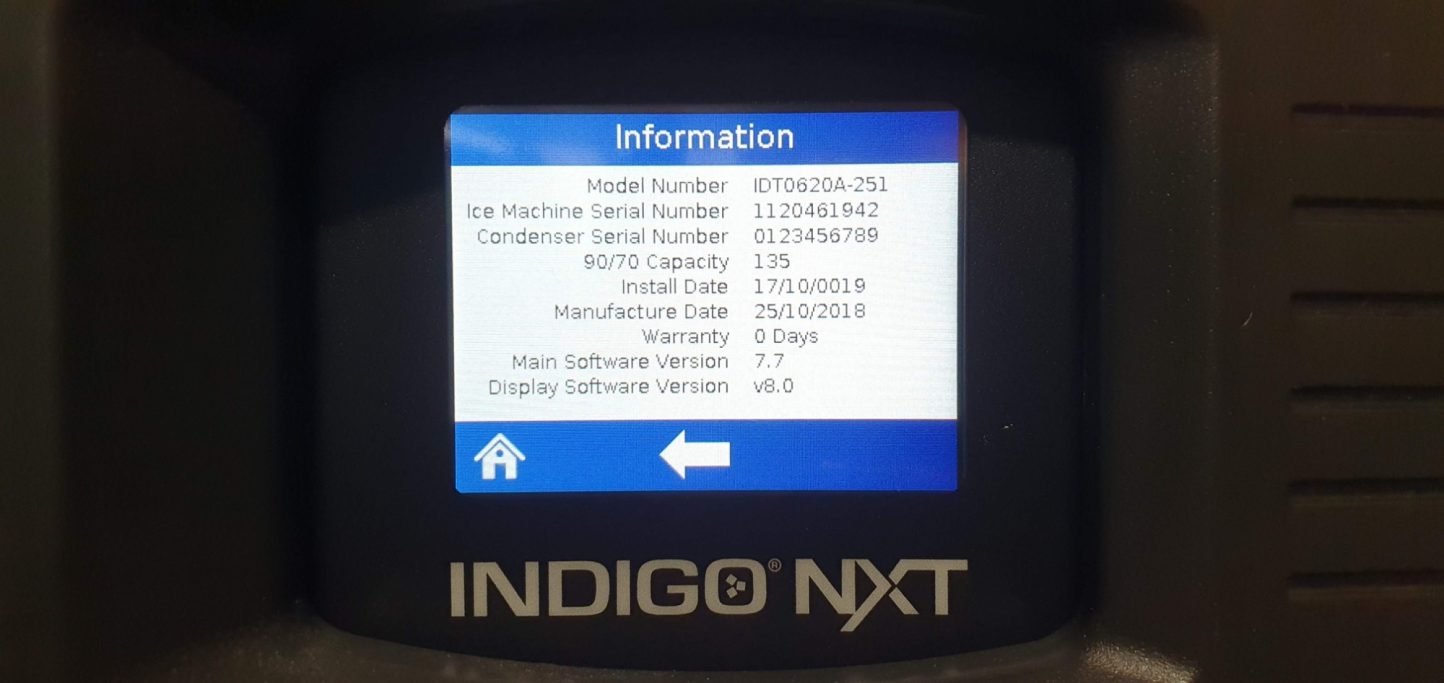 Information
Model Number IDT0620A-251
Ice Machine Serial Number 1120461942
Condenser Serial Number 0123456789
90/70 Capacity 135
Install Date 17/10/0019
Manufacture Date 25/10/2018
Warranty 0 Days
Main Software Version 7.7
Display Software Version v8.0
INDIGO® NXT